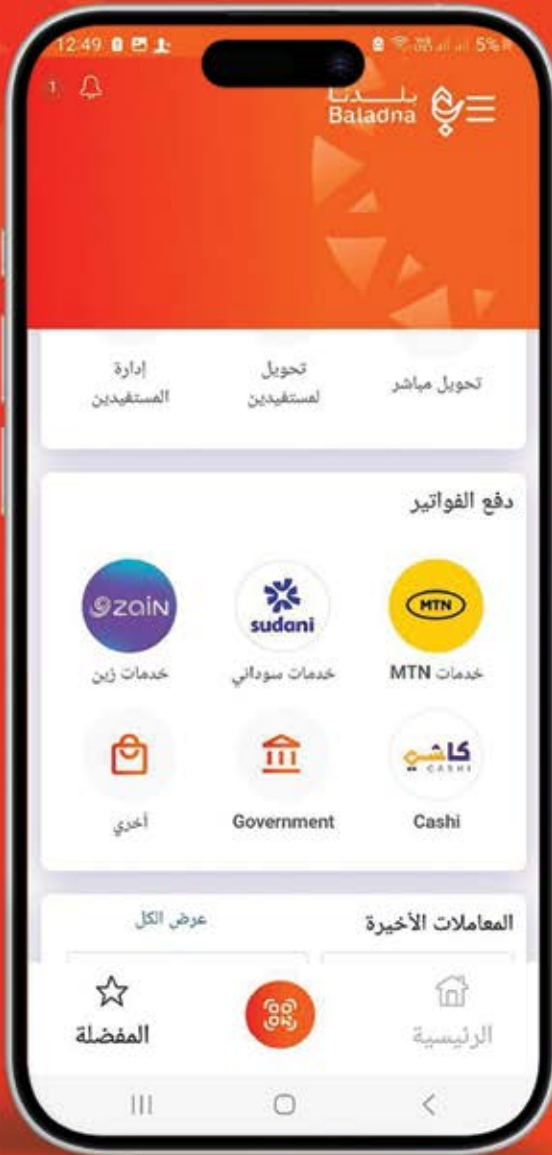 12:49
5%
1
بلدنا
Baladna
تحويل مباشر
تحويل
لمستفيدين
إدارة
المستفيدين
دفع الفواتير
MTN
sudani
zain
خدمات MTN
خدمات سوداني
خدمات زين
كاشي
CASHI
Cashi
Government
أخري
المعاملات الأخيرة
عرض الكل
الرئيسية
المفضلة